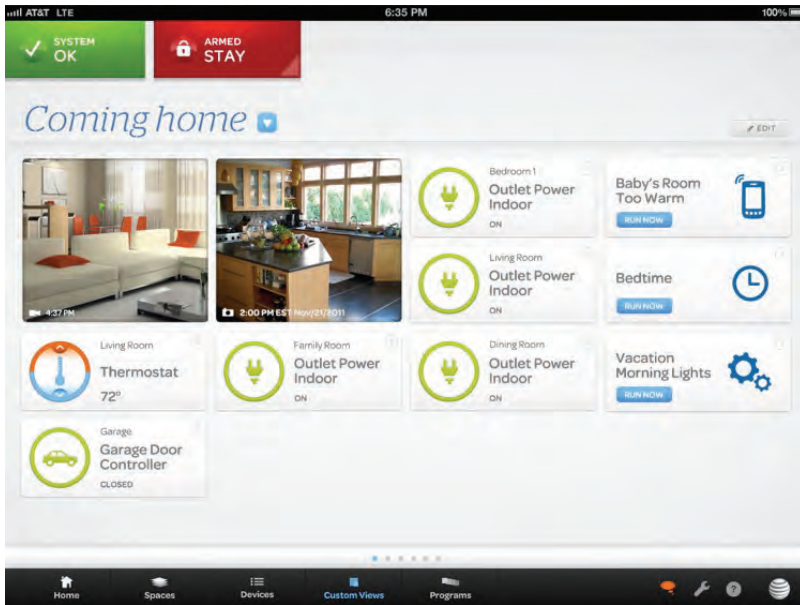 AT&T LTE
6:35 PM
100%
SYSTEM
OK
ARMED
STAY
Coming home
EDIT
4:37 PM
2:00 PM EST Nov/21/2011
Bedroom 1
Outlet Power
Indoor
ON
Baby's Room
Too Warm
RUN NOW
Living Room
Outlet Power
Indoor
ON
Bedtime
RUN NOW
Living Room
Thermostat
72°
Family Room
Outlet Power
Indoor
ON
Dining Room
Outlet Power
Indoor
ON
Vacation
Morning Lights
RUN NOW
Garage
Garage Door
Controller
CLOSED
Home
Spaces
Devices
Custom Views
Programs
?